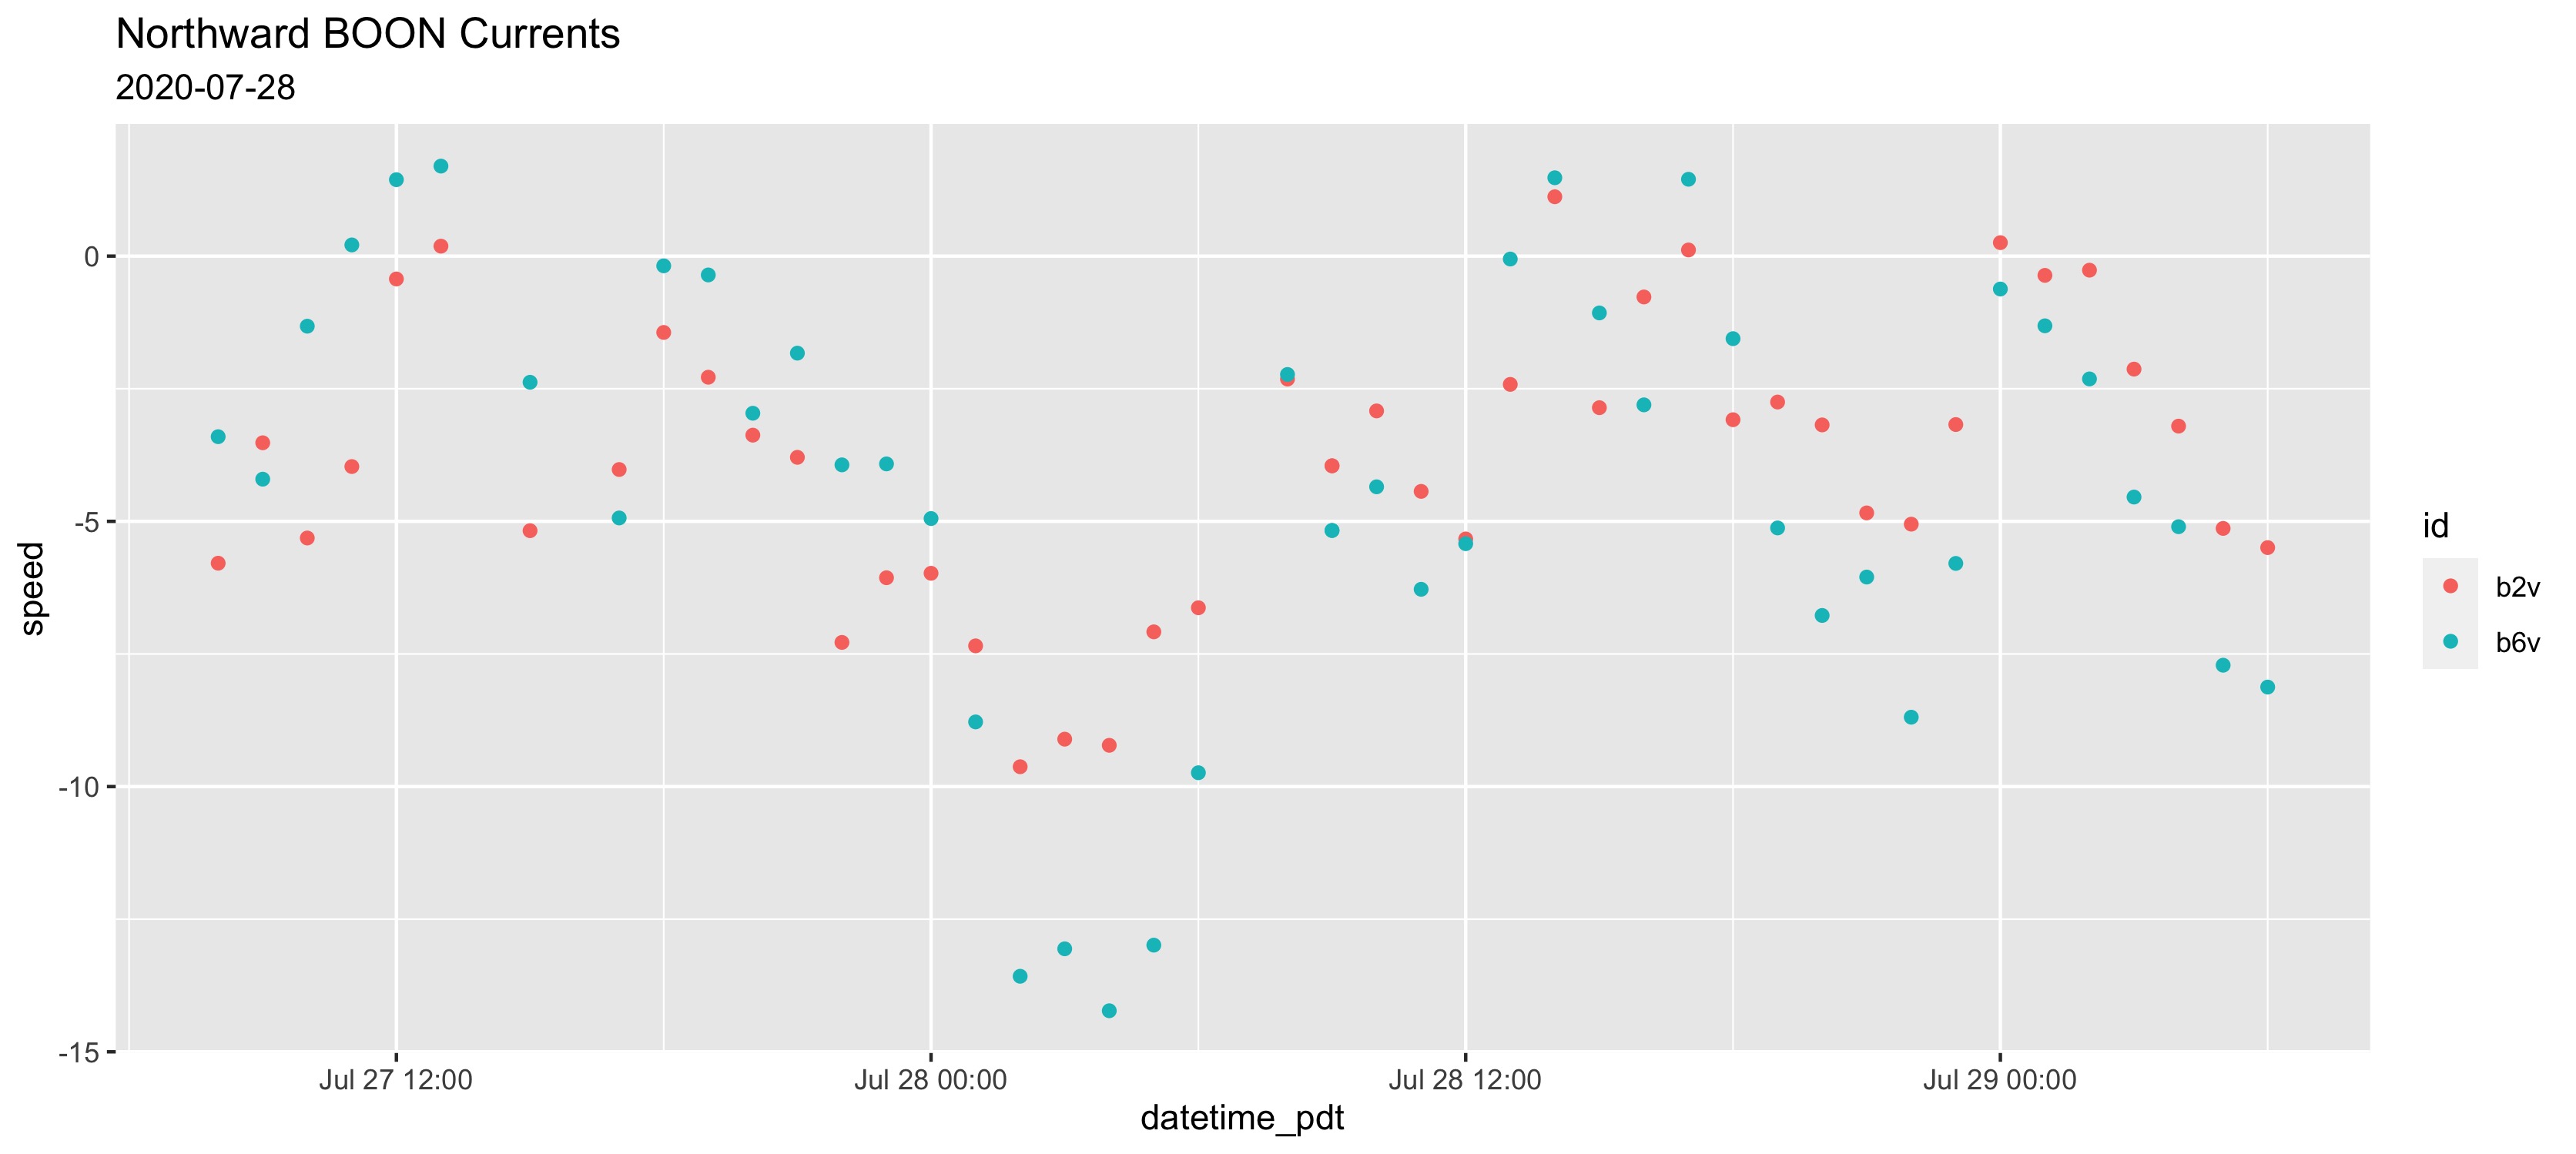 Northward BOON Currents
2020-07-28
0
-5
-10
-15
speed
Jul 27 12:00 Jul 28 00:00 Jul 28 12:00 Jul 29 00:00
datetime_pdt
id
b2v
b6v